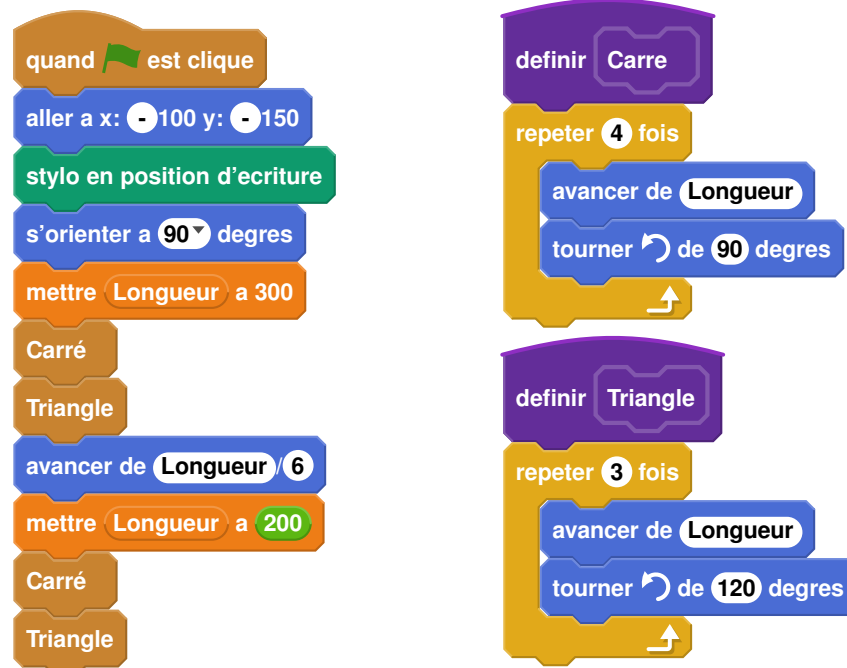 quand est clique
aller a x: -100 y: -150
stylo en position d'ecriture
s'orienter a 90 degres
mettre Longueur a 300
Carré
Triangle
avancer de Longueur/6
mettre Longueur a 200
Carré
Triangle
definir Carre
repeter 4 fois
avancer de Longueur
tourner de 90 degres
definir Triangle
repeter 3 fois
avancer de Longueur
tourner de 120 degres